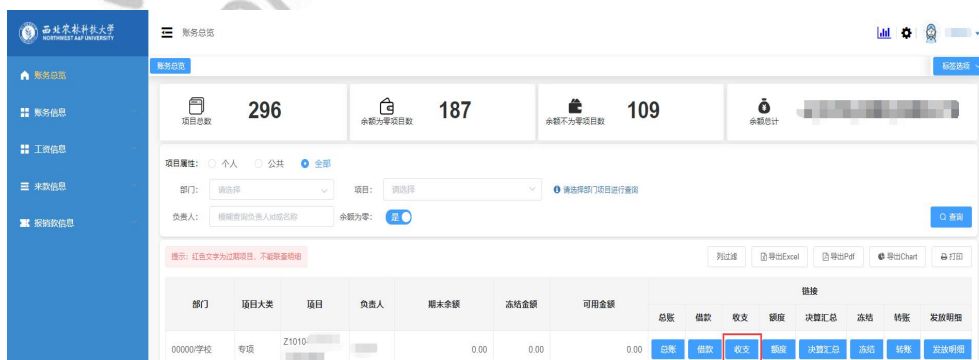 西北农林科技大学
NORTHWEST A&F UNIVERSITY
账务总览
账务总览
账务信息
工资信息
来款信息
报销款信息
账务总览
标签选项
项目总数
296
余额为零项目数
187
余额不为零项目数
109
余额总计
项目属性: 个人 公共 全部
部门: 请选择 项目: 请选择 请选择部门项目进行查询
负责人: 模糊查询负责人id或名称 余额为零: 是 查询
提示: 红色文字为过期项目、不能联查明细 列过滤 导出Excel 导出Pdf 导出Chart 打印
部门 项目大类 项目 负责人 期末余额 冻结金额 可用金额 链接
总账 借款 收支 额度 决算汇总 冻结 转账 发放明细
00000/学校 专项 Z1010- 0.00 0.00 0.00 总账 借款 收支 额度 决算汇总 冻结 转账 发放明细